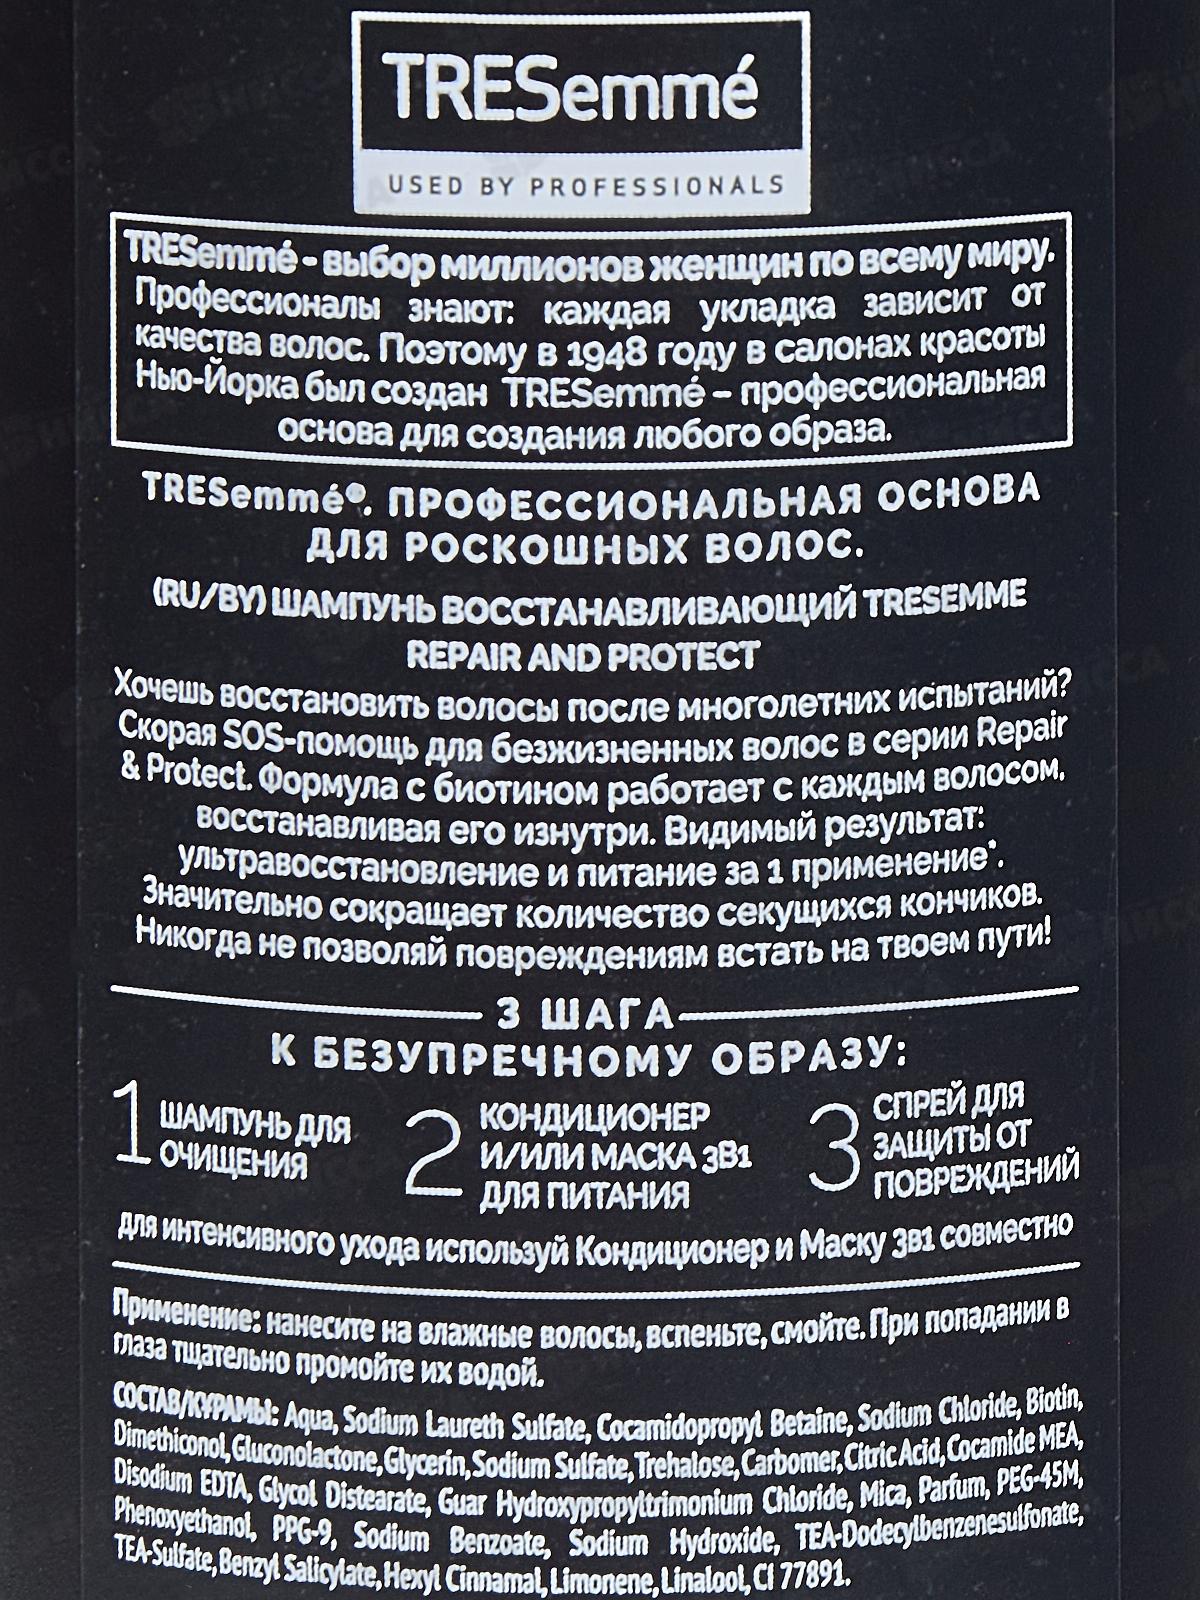 TRESemmé
USED BY PROFESSIONALS
TRESemmé - выбор миллионов женщин по всему миру.
Профессионалы знают: каждая укладка зависит от
качества волос. Поэтому в 1948 году в салонах красоты
Нью-Йорка был создан TRESemmé – профессиональная
основа для создания любого образа.
TRESemmé®. ПРОФЕССИОНАЛЬНАЯ ОСНОВА
ДЛЯ РОСКОШНЫХ ВОЛОС.
(RU/BY) ШАМПУНЬ ВОССТАНАВЛИВАЮЩИЙ TRESEMME
REPAIR AND PROTECT
Хочешь восстановить волосы после многолетних испытаний?
Скорая SOS-помощь для безжизненных волос в серии Repair
& Protect. Формула с биотином работает с каждым волосом,
восстанавливая его изнутри. Видимый результат:
ультравосстановление и питание за 1 применение*.
Значительно сокращает количество секущихся кончиков.
Никогда не позволяй повреждениям встать на твоем пути!
3 ШАГА
К БЕЗУПРЕЧНОМУ ОБРАЗУ:
1 ШАМПУНЬ ДЛЯ
ОЧИЩЕНИЯ
2 КОНДИЦИОНЕР
И/ИЛИ МАСКА 3В1
ДЛЯ ПИТАНИЯ
3 СПРЕЙ ДЛЯ
ЗАЩИТЫ ОТ
ПОВРЕЖДЕНИЙ
для интенсивного ухода используй Кондиционер и Маску 3в1 совместно
Применение: нанесите на влажные волосы, вспеньте, смойте. При попадании в
глаза тщательно промойте их водой.
СОСТАВ/КУРАМЫ: Aqua, Sodium Laureth Sulfate, Cocamidopropyl Betaine, Sodium Chloride, Biotin,
Dimethiconol, Gluconolactone, Glycerin, Sodium Sulfate, Trehalose, Carbomer, Citric Acid, Cocamide MEA,
Disodium EDTA, Glycol Distearate, Guar Hydroxypropyltrimonium Chloride, Mica, Parfum, PEG-45M,
Phenoxyethanol, PPG-9, Sodium Benzoate, Sodium Hydroxide, TEA-Dodecylbenzenesulfonate,
TEA-Sulfate, Benzyl Salicylate, Hexyl Cinnamal, Limonene, Linalool, CI 77891.